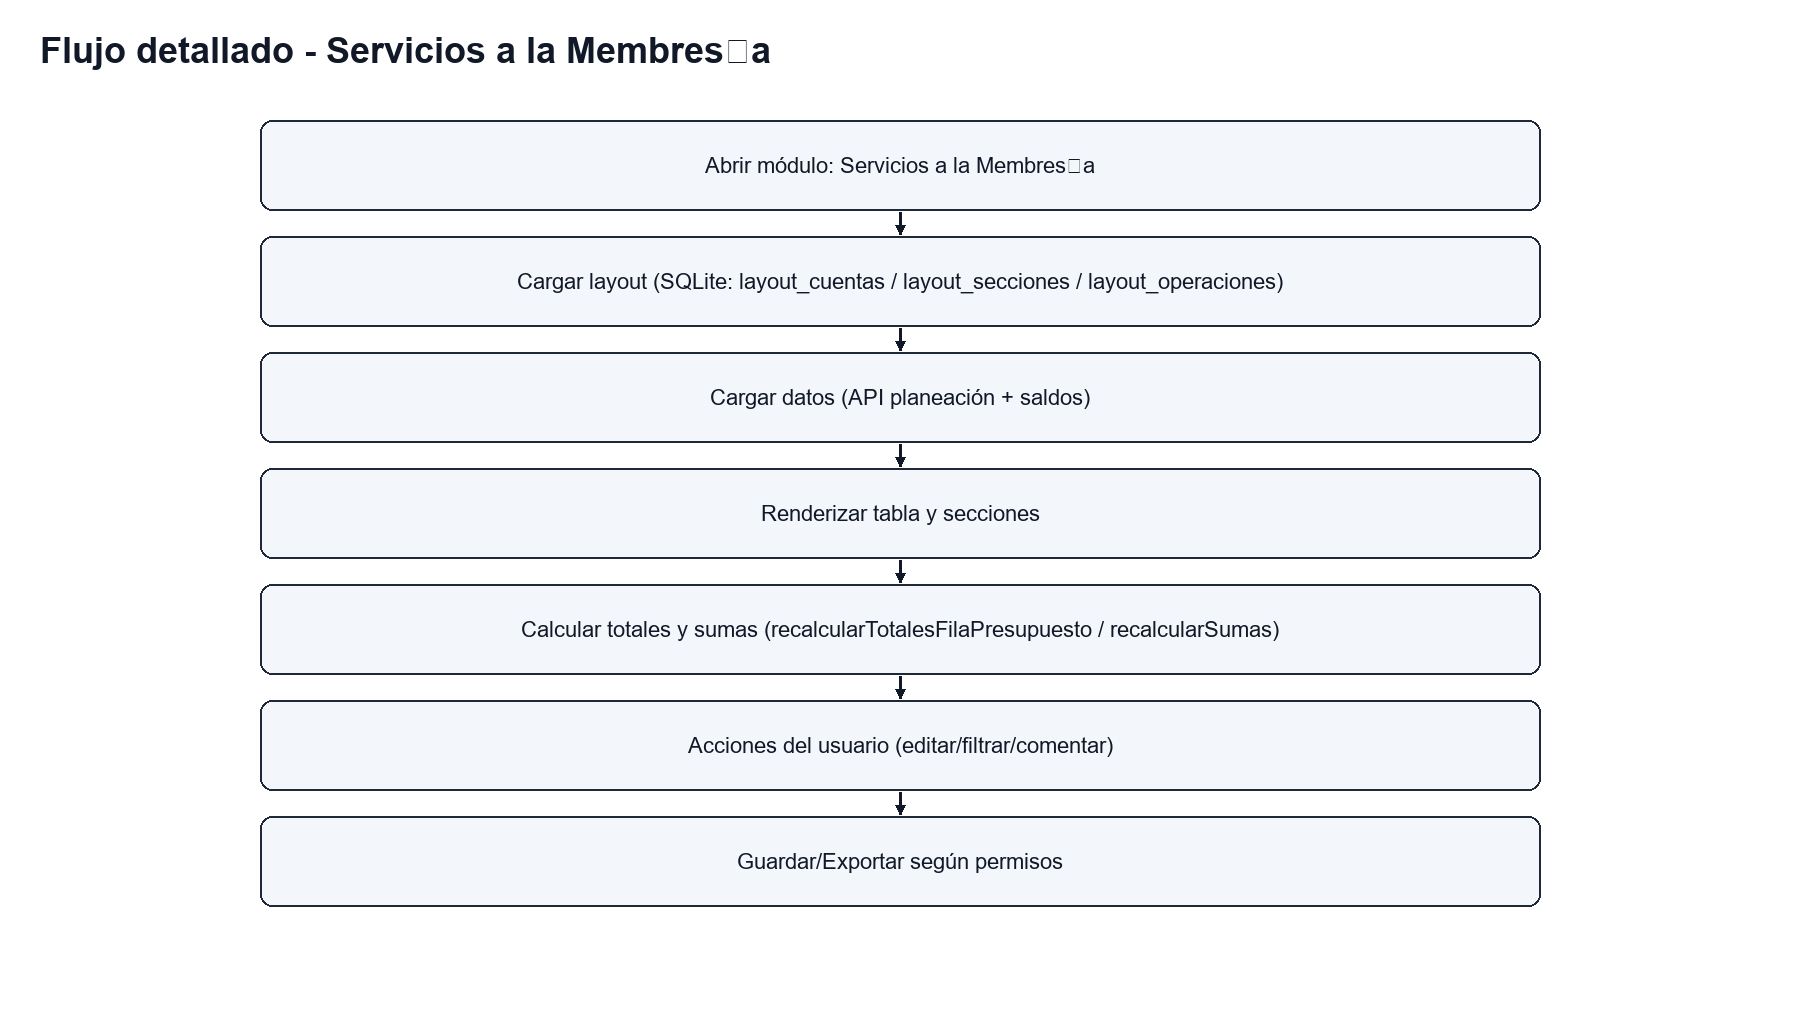 Flujo detallado - Servicios a la Membres□a
Abrir módulo: Servicios a la Membres□a
Cargar layout (SQLite: layout_cuentas / layout_secciones / layout_operaciones)
Cargar datos (API planeación + saldos)
Renderizar tabla y secciones
Calcular totales y sumas (recalcularTotalesFilaPresupuesto / recalcularSumas)
Acciones del usuario (editar/filtrar/comentar)
Guardar/Exportar según permisos